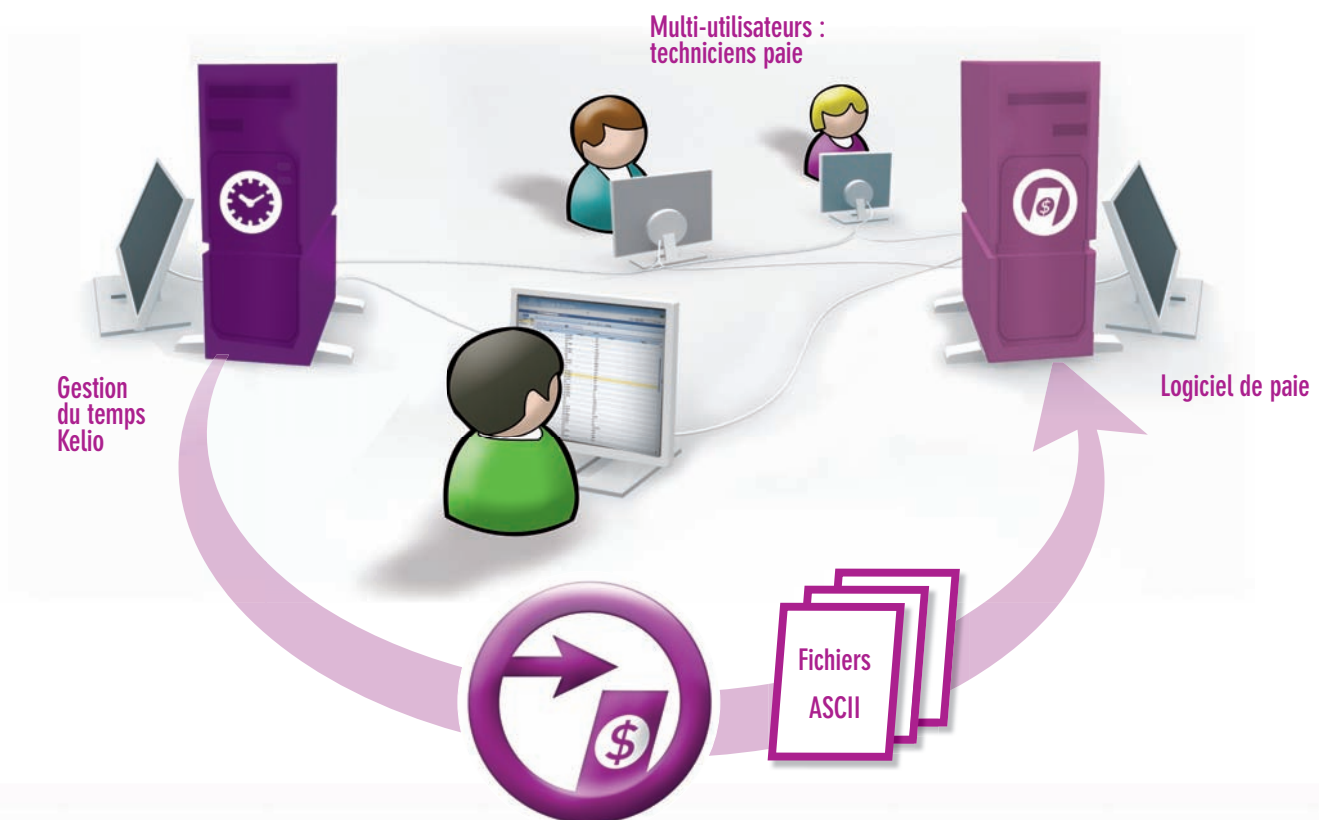 Multi-utilisateurs :
techniciens paie
Gestion
du temps
Kelio
Logiciel de paie
Fichiers
ASCII
$
$